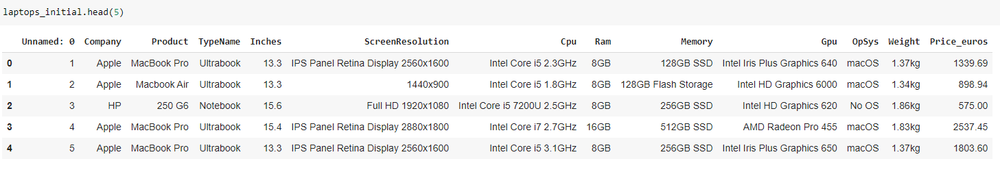 laptops_initial.head(5)
Unnamed: 0 Company Product TypeName Inches ScreenResolution Cpu Ram Memory Gpu OpSys Weight Price_euros
0 1 Apple MacBook Pro Ultrabook 13.3 IPS Panel Retina Display 2560x1600 Intel Core i5 2.3GHz 8GB 128GB SSD Intel Iris Plus Graphics 640 macOS 1.37kg 1339.69
1 2 Apple Macbook Air Ultrabook 13.3 1440x900 Intel Core i5 1.8GHz 8GB 128GB Flash Storage Intel HD Graphics 6000 macOS 1.34kg 898.94
2 3 HP 250 G6 Notebook 15.6 Full HD 1920x1080 Intel Core i5 7200U 2.5GHz 8GB 256GB SSD Intel HD Graphics 620 No OS 1.86kg 575.00
3 4 Apple MacBook Pro Ultrabook 15.4 IPS Panel Retina Display 2880x1800 Intel Core i7 2.7GHz 16GB 512GB SSD AMD Radeon Pro 455 macOS 1.83kg 2537.45
4 5 Apple MacBook Pro Ultrabook 13.3 IPS Panel Retina Display 2560x1600 Intel Core i5 3.1GHz 8GB 256GB SSD Intel Iris Plus Graphics 650 macOS 1.37kg 1803.60